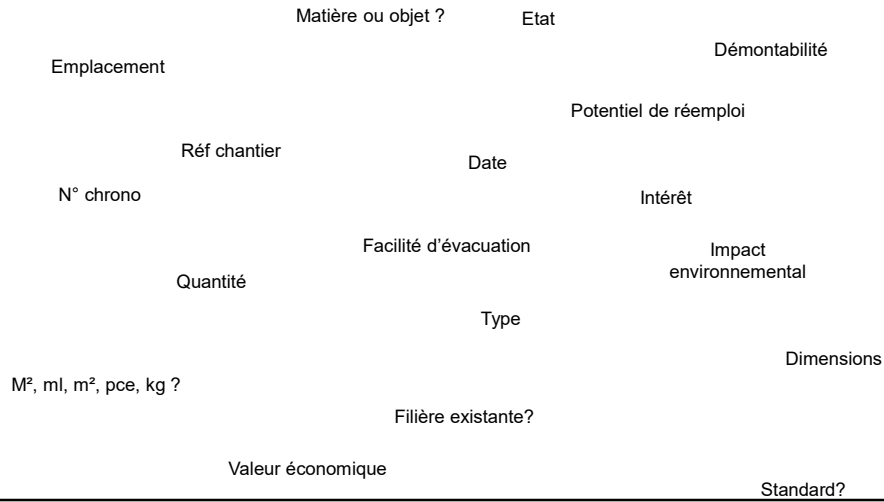 Matière ou objet ?
Etat
Démontabilité
Emplacement
Potentiel de réemploi
Réf chantier
Date
N° chrono
Intérêt
Facilité d’évacuation
Impact
environnemental
Quantité
Type
Dimensions
M², ml, m², pce, kg ?
Filière existante?
Valeur économique
Standard?